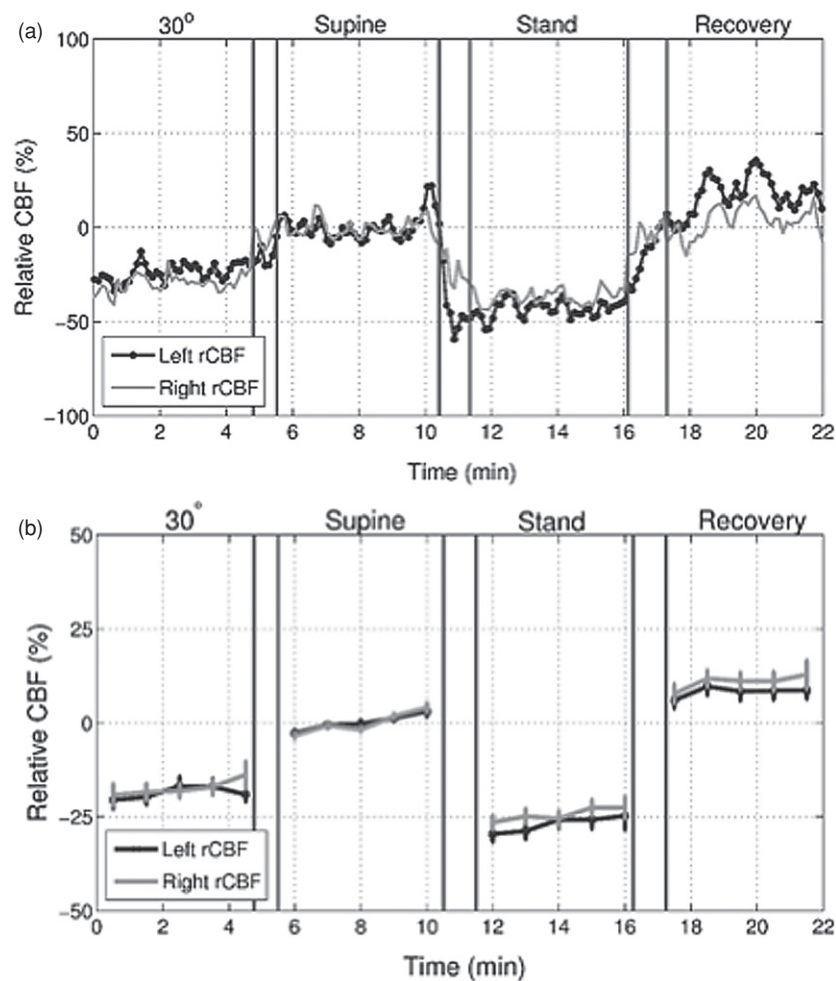 (a)
30° Supine Stand Recovery
100
50
0
−50
−100
Relative CBF (%)
Left rCBF
Right rCBF
0 2 4 6 8 10 12 14 16 18 20 22
Time (min)
(b)
30° Supine Stand Recovery
50
25
0
−25
−50
Relative CBF (%)
Left rCBF
Right rCBF
0 2 4 6 8 10 12 14 16 18 20 22
Time (min)